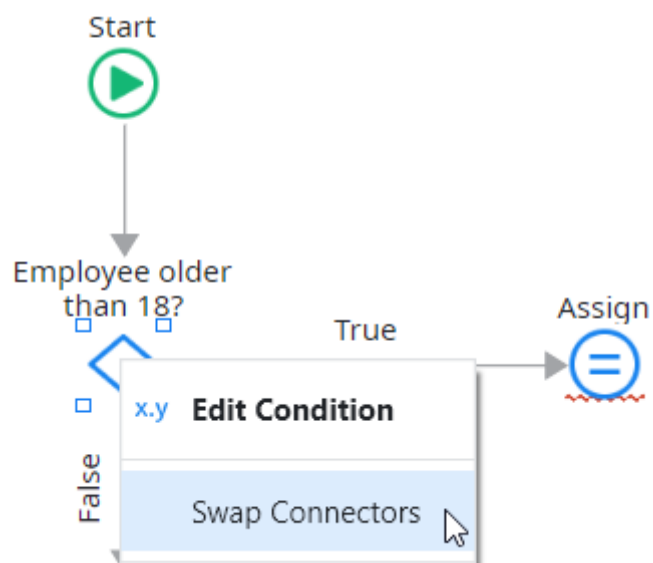 Start
Employee older
than 18?
True
Assign
x.y Edit Condition
False
Swap Connectors